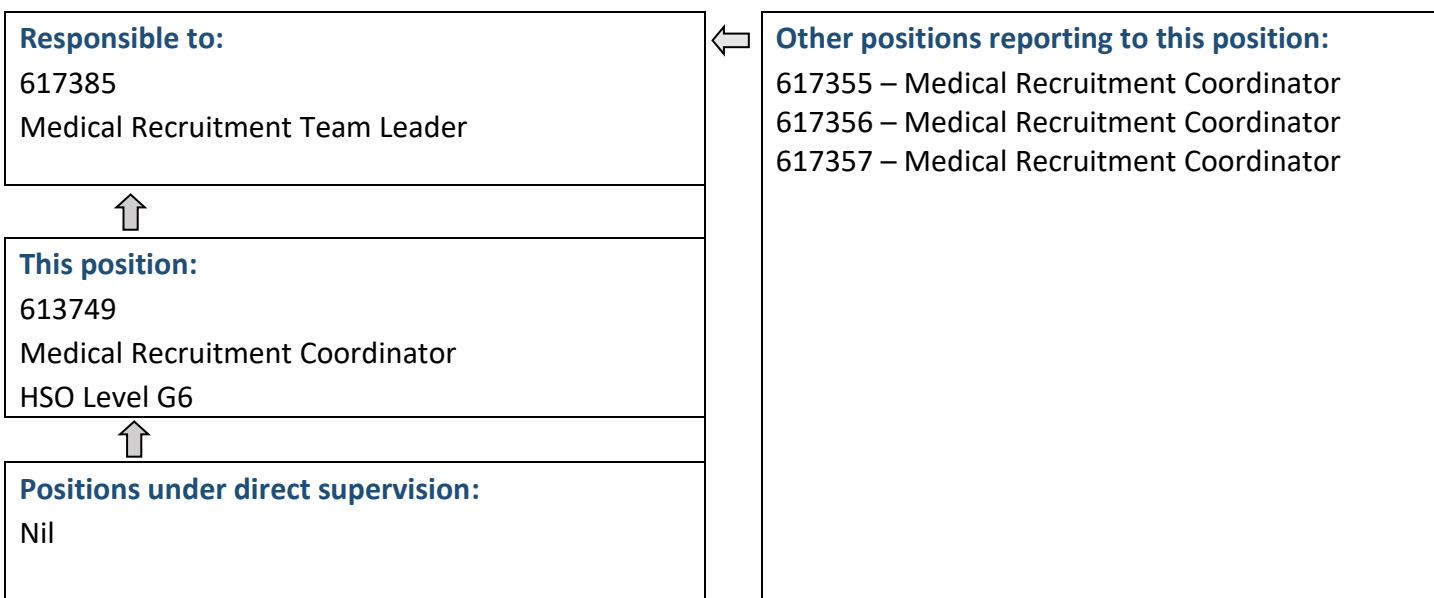 Responsible to:
617385
Medical Recruitment Team Leader
This position:
613749
Medical Recruitment Coordinator
HSO Level G6
Positions under direct supervision:
Nil
Other positions reporting to this position:
617355 – Medical Recruitment Coordinator
617356 – Medical Recruitment Coordinator
617357 – Medical Recruitment Coordinator